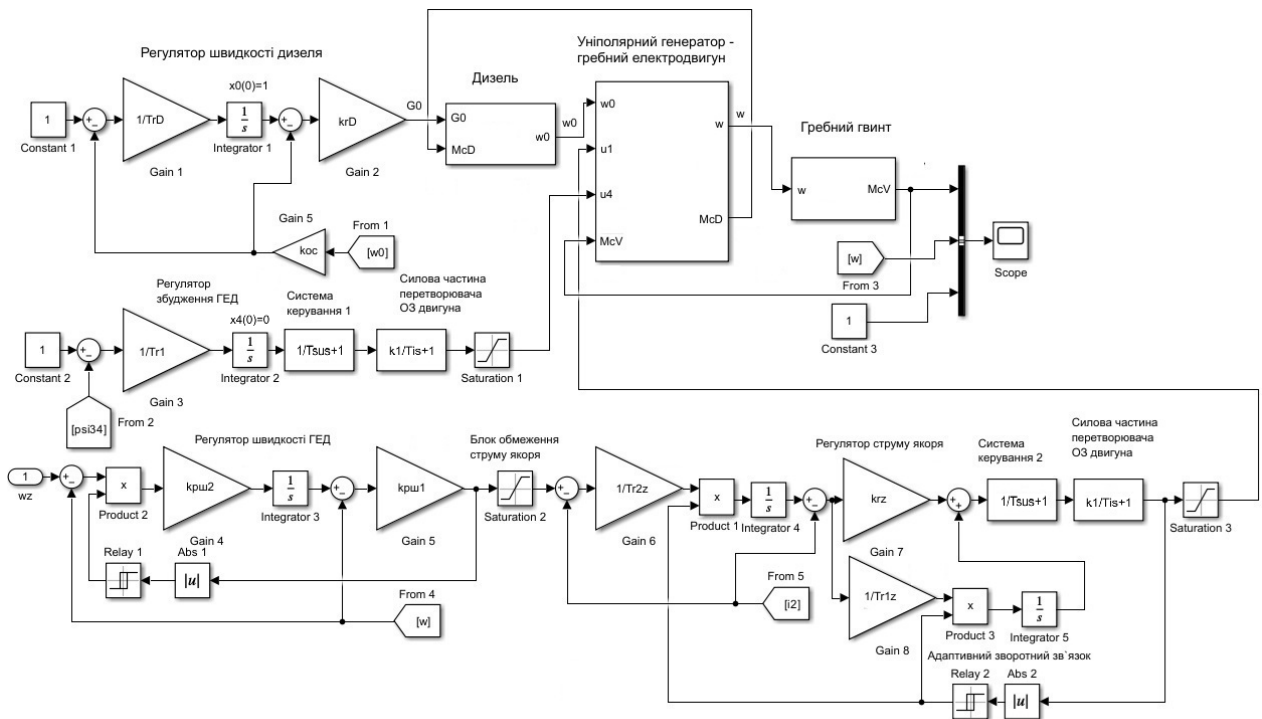 Регулятор швидкості дизеля
x0(0)=1
1
Constant 1
+
−
1/TrD
Gain 1
1
s
Integrator 1
+
−
krD
Gain 2
G0
Дизель
G0
McD
w0
w0
Уніполярний генератор -
гребний електродвигун
w0
u1
u4
McV
w
McD
w
Гребний гвинт
w
McV
Scope
Gain 5
koc
From 1
[w0]
[w]
From 3
1
Constant 3
Регулятор
збудження ГЕД
x4(0)=0
1
Constant 2
+
−
[psi34]
From 2
1/Tr1
Gain 3
1
s
Integrator 2
Система
керування 1
1/Tsus+1
Силова частина
перетворювача
ОЗ двигуна
k1/Tis+1
Saturation 1
Регулятор швидкості ГЕД
1
wz
+
−
x
Product 2
kрш2
Gain 4
1
s
Integrator 3
+
−
kрш1
Gain 5
Блок обмеження
струму якоря
Saturation 2
Relay 1
Abs 1
|u|
From 4
[w]
+
−
1/Tr2z
Gain 6
x
Product 1
1
s
Integrator 4
+
−
Регулятор струму якоря
krz
Gain 7
+
+
Система
керування 2
1/Tsus+1
Силова частина
перетворювача
ОЗ двигуна
k1/Tis+1
Saturation 3
From 5
[i2]
1/Tr1z
Gain 8
x
Product 3
1
s
Integrator 5
Адаптивний зворотний зв`язок
Relay 2
Abs 2
|u|